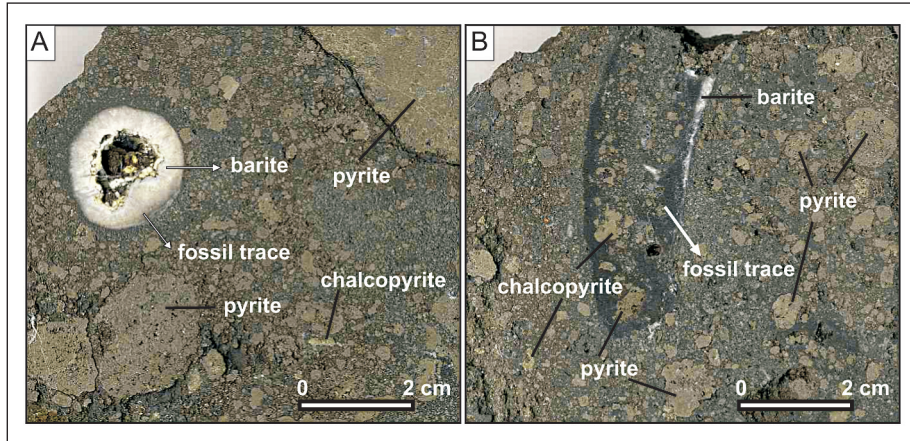 A
barite
pyrite
fossil trace
chalcopyrite
pyrite
0 2 cm
B
barite
pyrite
fossil trace
chalcopyrite
pyrite
0 2 cm